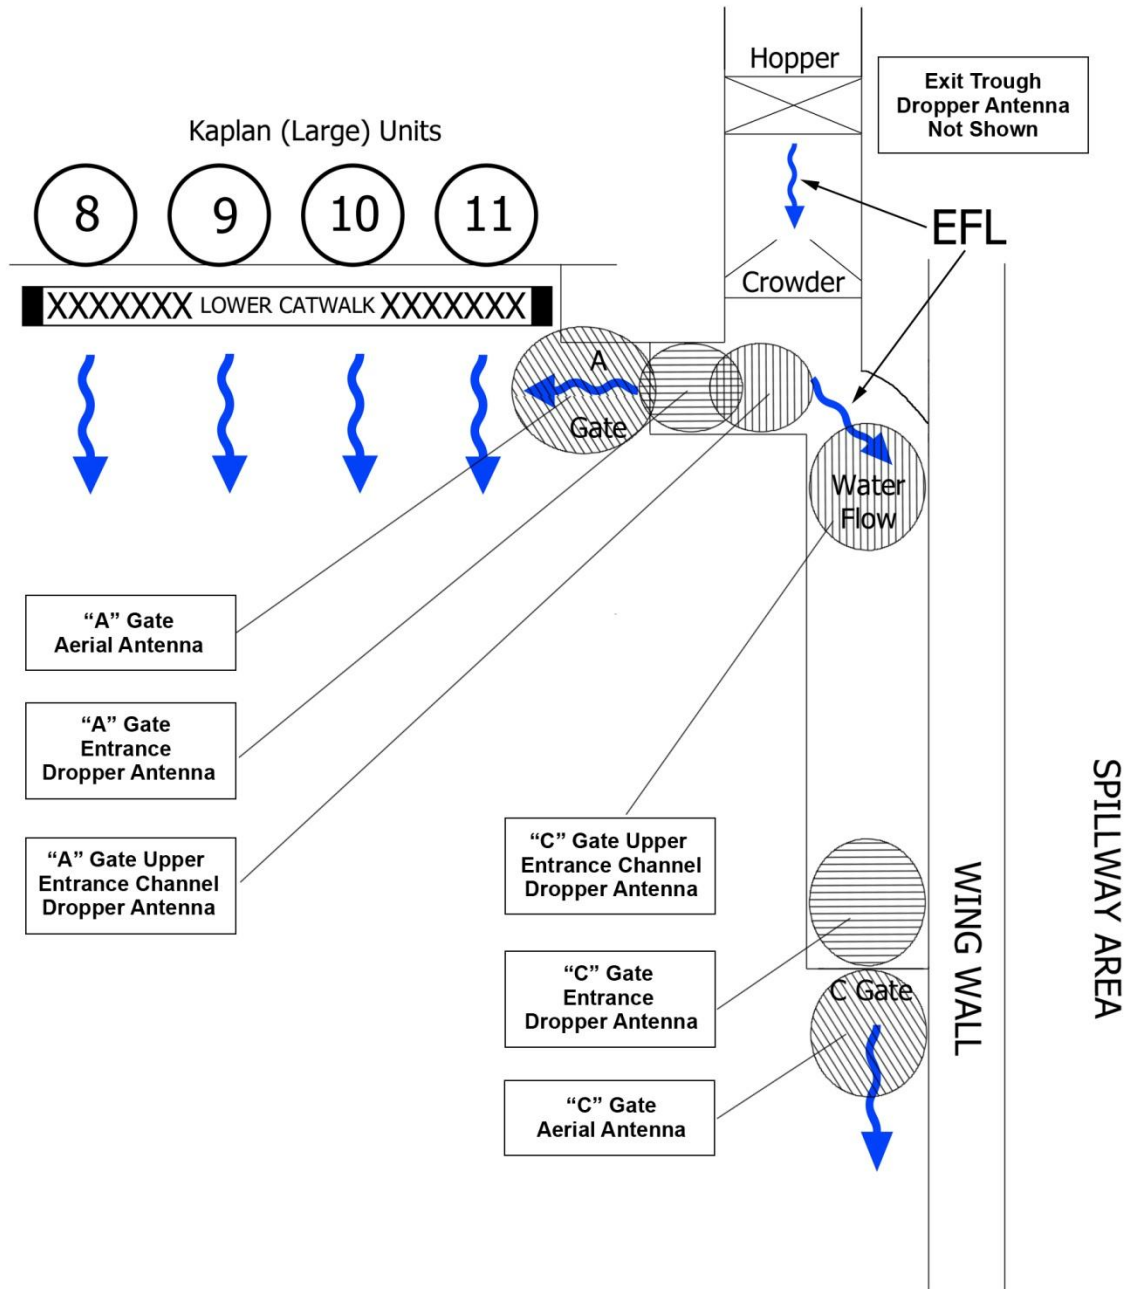 Hopper
Exit Trough
Dropper Antenna
Not Shown
Kaplan (Large) Units
8 9 10 11
EFL
Crowder
XXXXXXX LOWER CATWALK XXXXXXX
A
Gate
Water
Flow
“A” Gate
Aerial Antenna
“A” Gate
Entrance
Dropper Antenna
“A” Gate Upper
Entrance Channel
Dropper Antenna
“C” Gate Upper
Entrance Channel
Dropper Antenna
“C” Gate
Entrance
Dropper Antenna
C Gate
“C” Gate
Aerial Antenna
WING WALL
SPILLWAY AREA